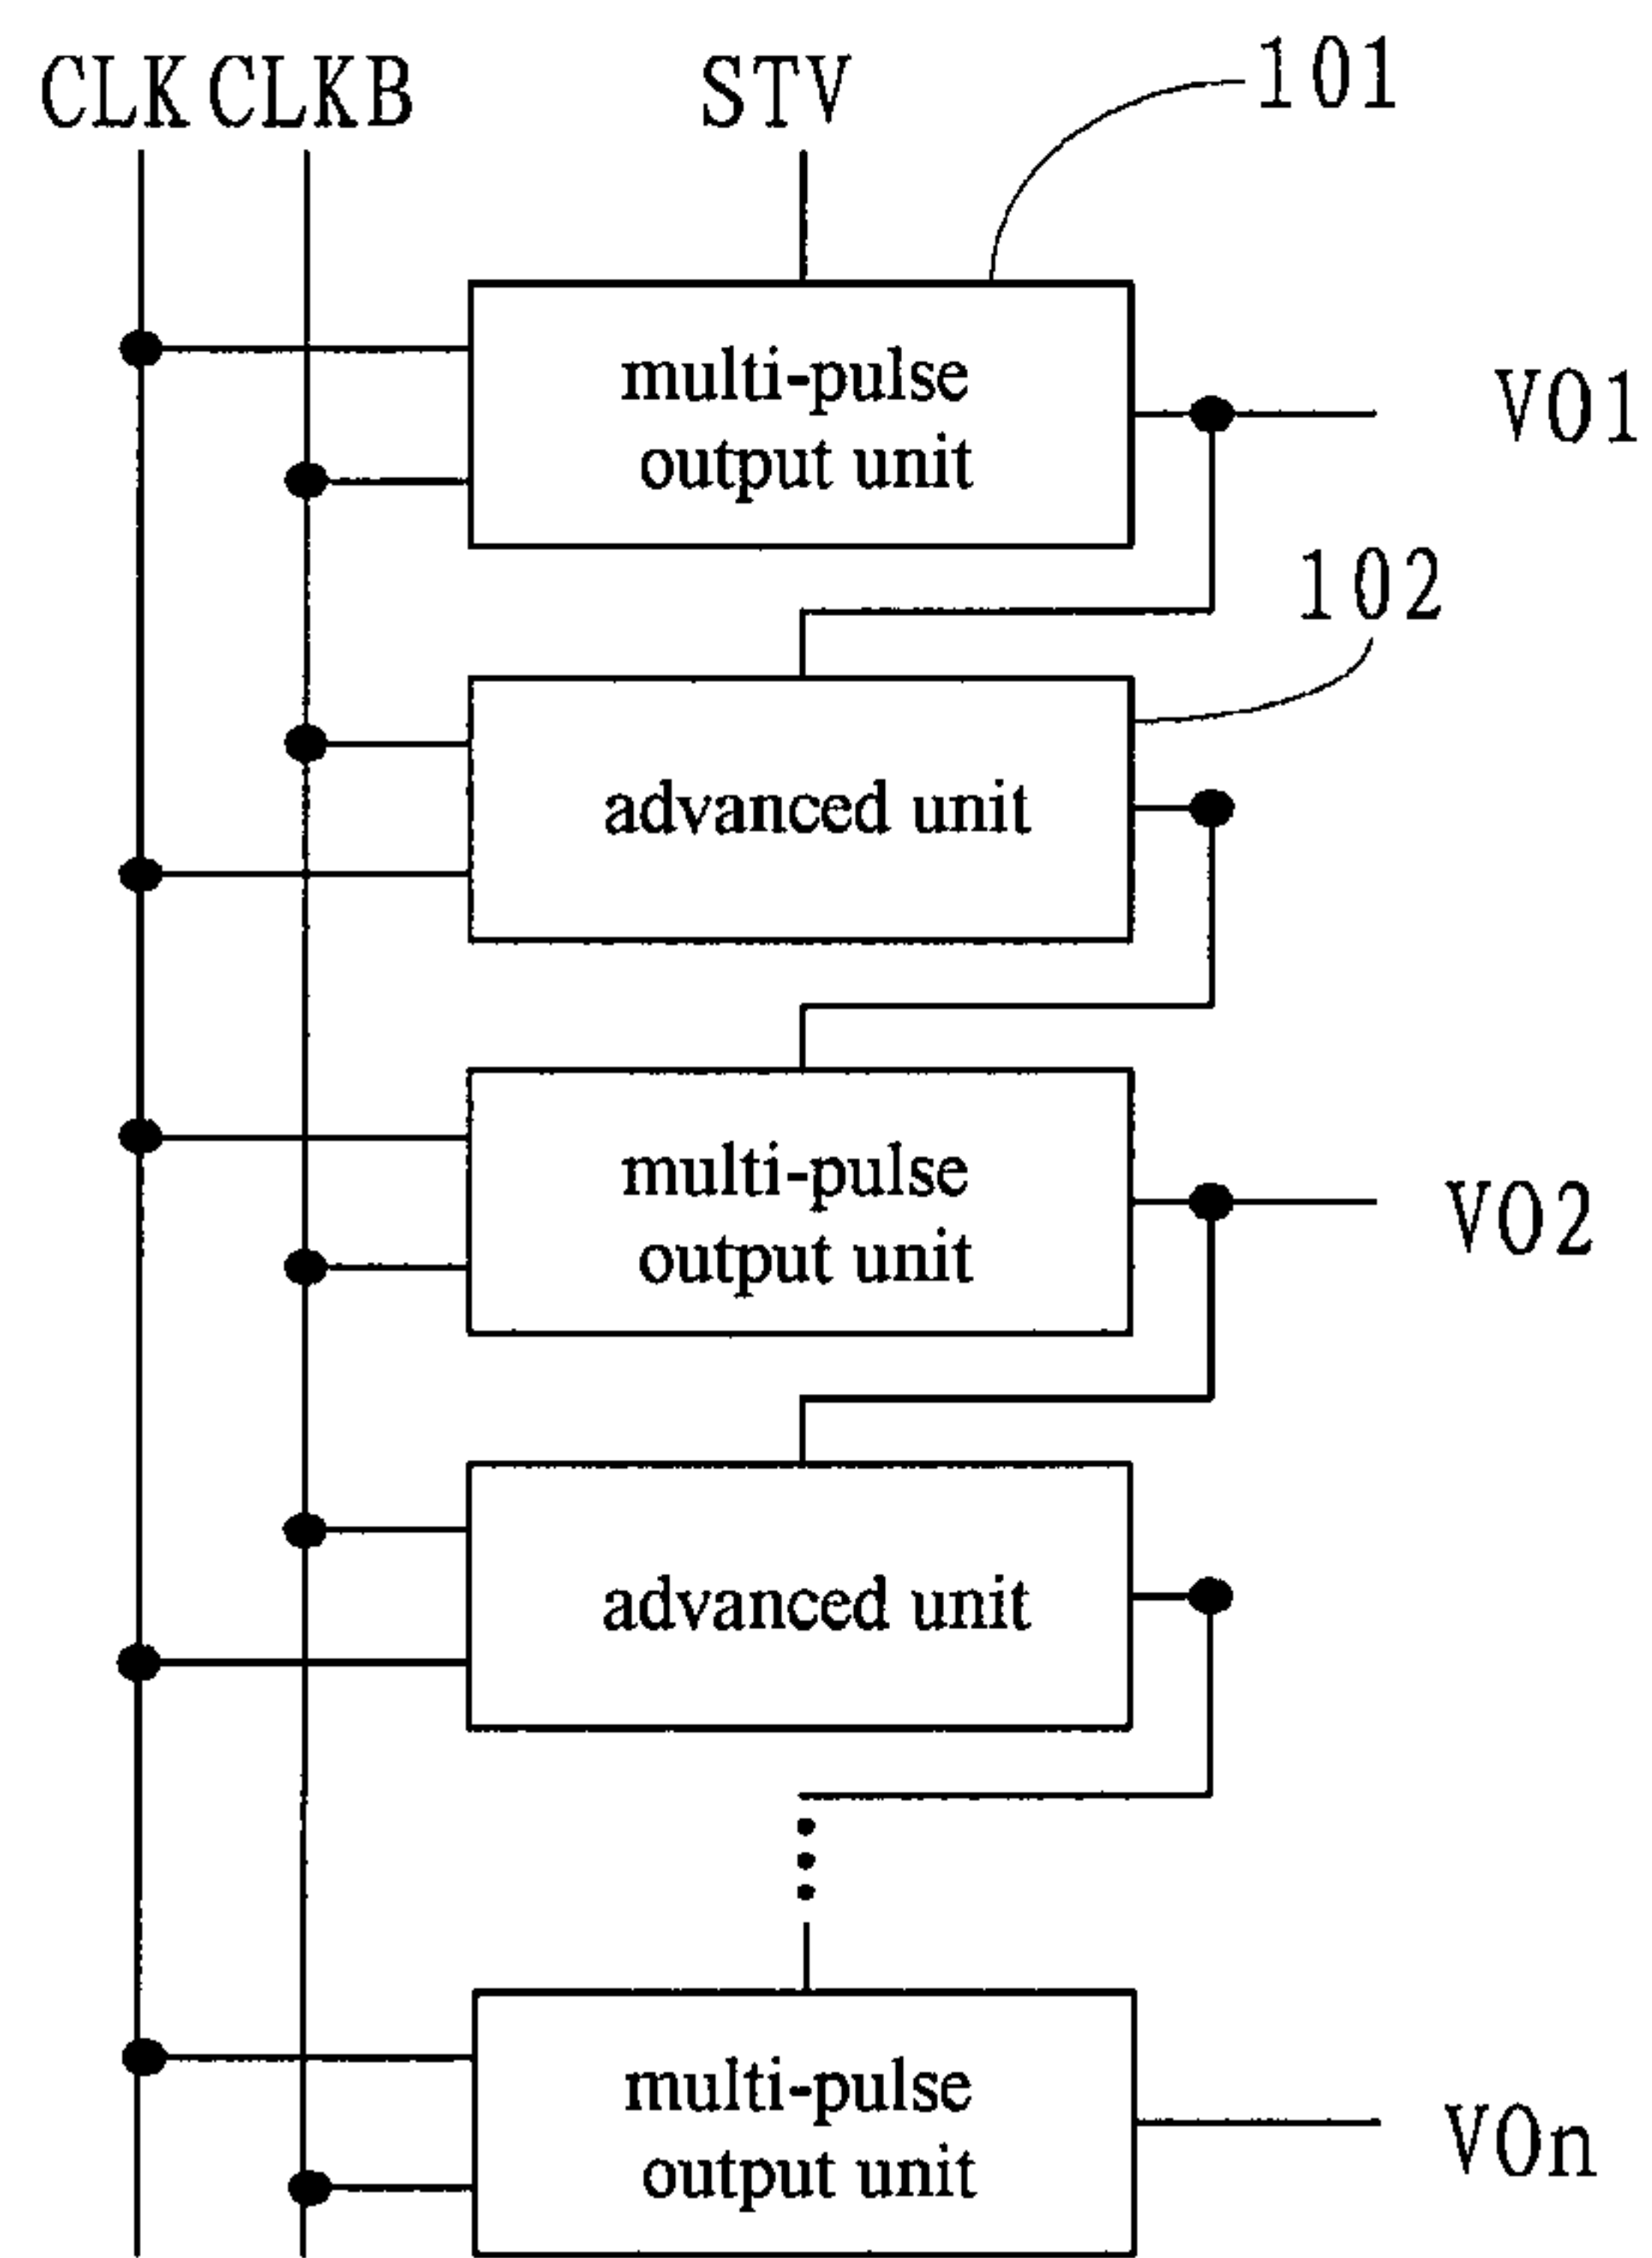 CLK CLKB STV 101
multi-pulse
output unit
VO1
102
advanced unit
multi-pulse
output unit
VO2
advanced unit
multi-pulse
output unit
VOn